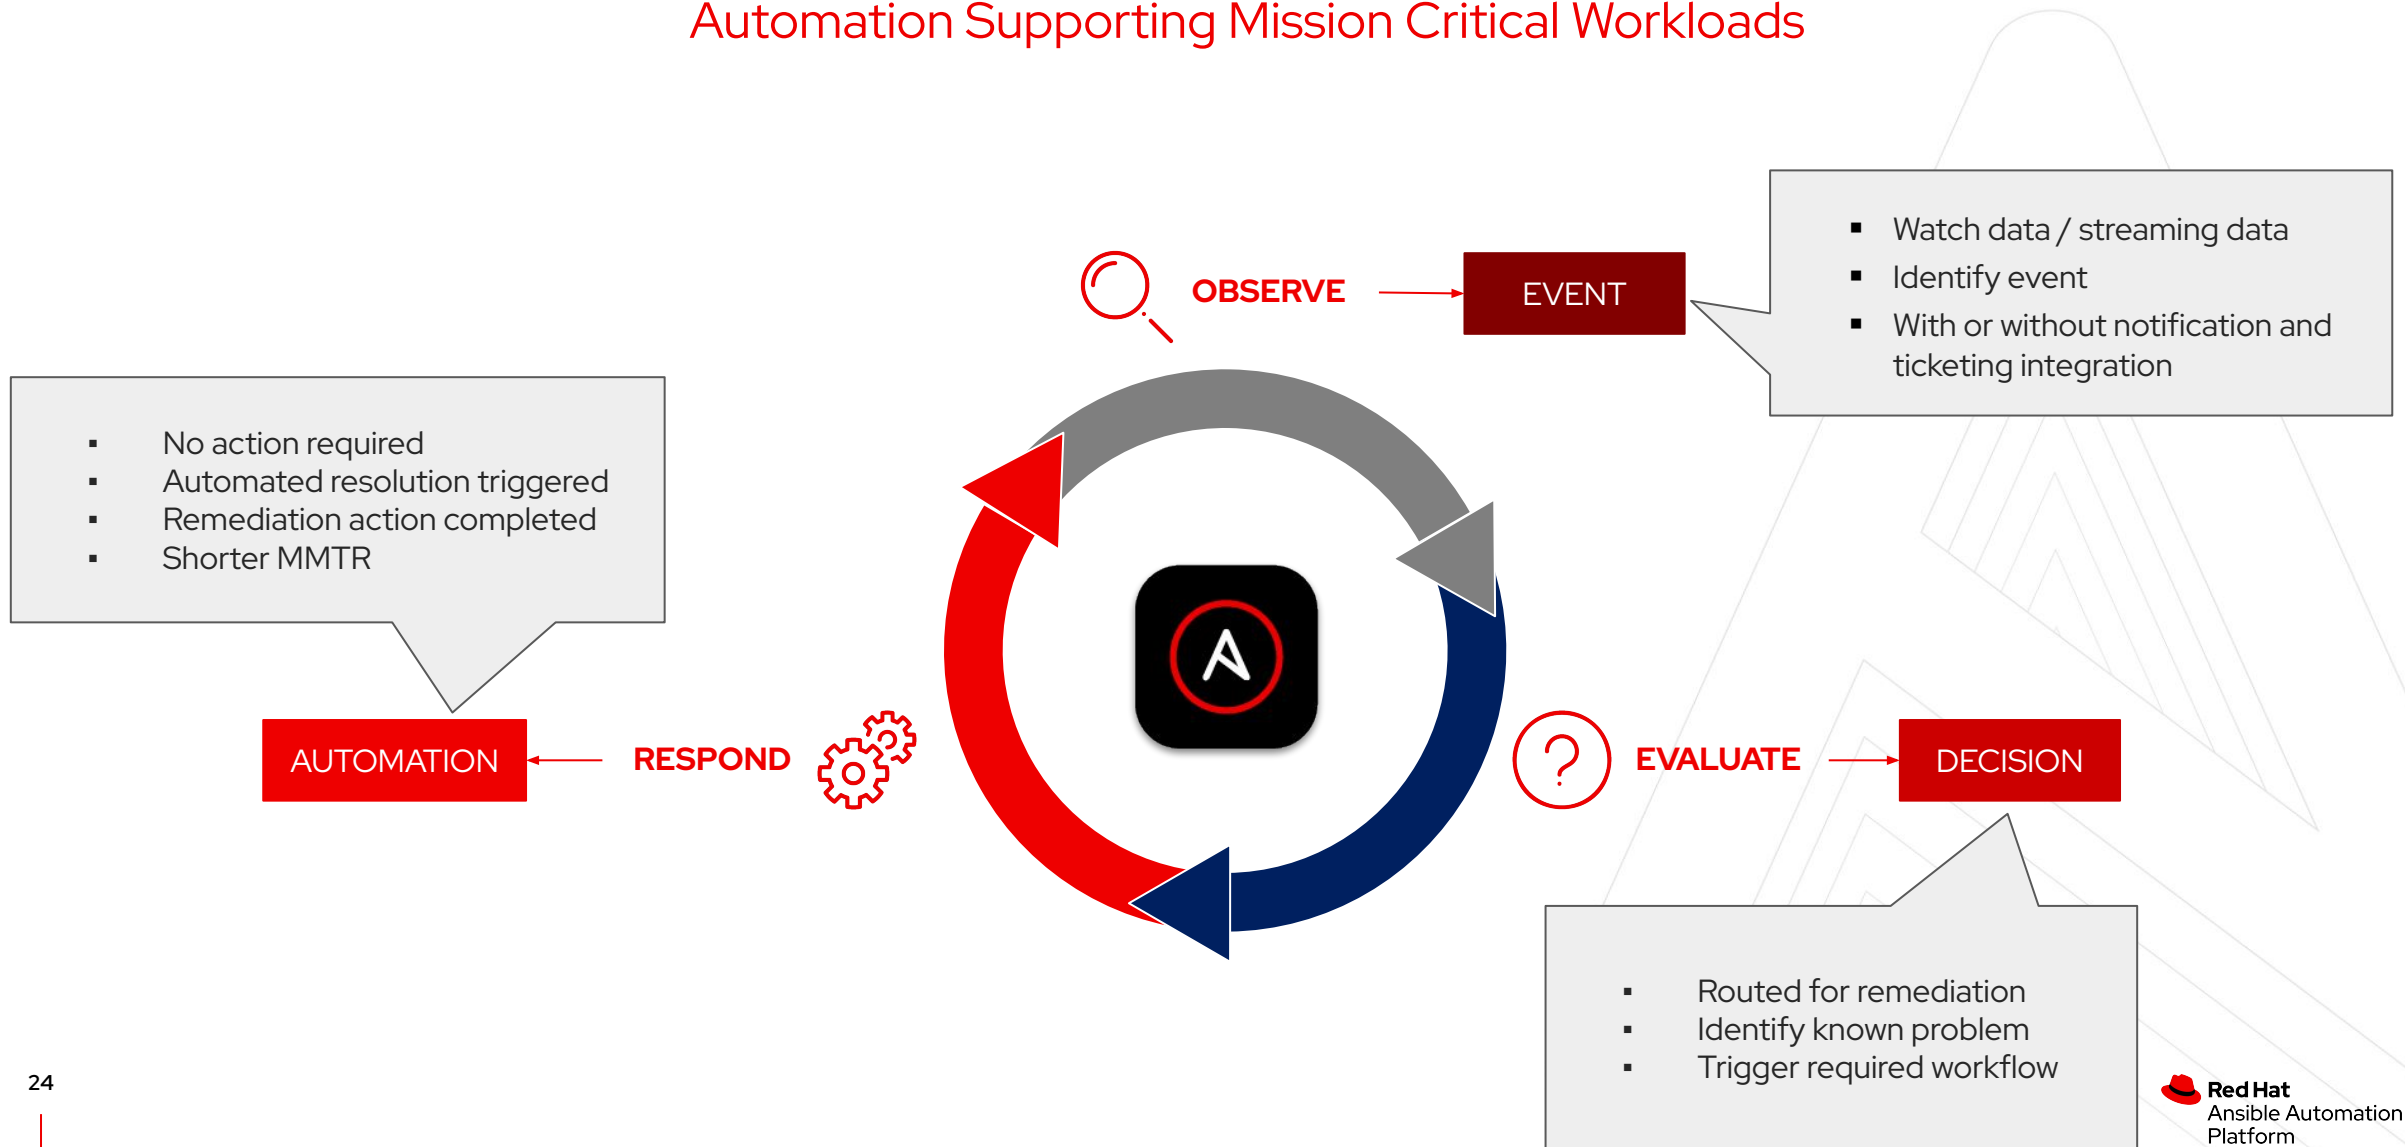 Automation Supporting Mission Critical Workloads
OBSERVE
EVENT
▪ Watch data / streaming data
▪ Identify event
▪ With or without notification and
ticketing integration
▪ No action required
▪ Automated resolution triggered
▪ Remediation action completed
▪ Shorter MMTR
AUTOMATION
RESPOND
?
EVALUATE
DECISION
▪ Routed for remediation
▪ Identify known problem
▪ Trigger required workflow
24
Red Hat
Ansible Automation
Platform